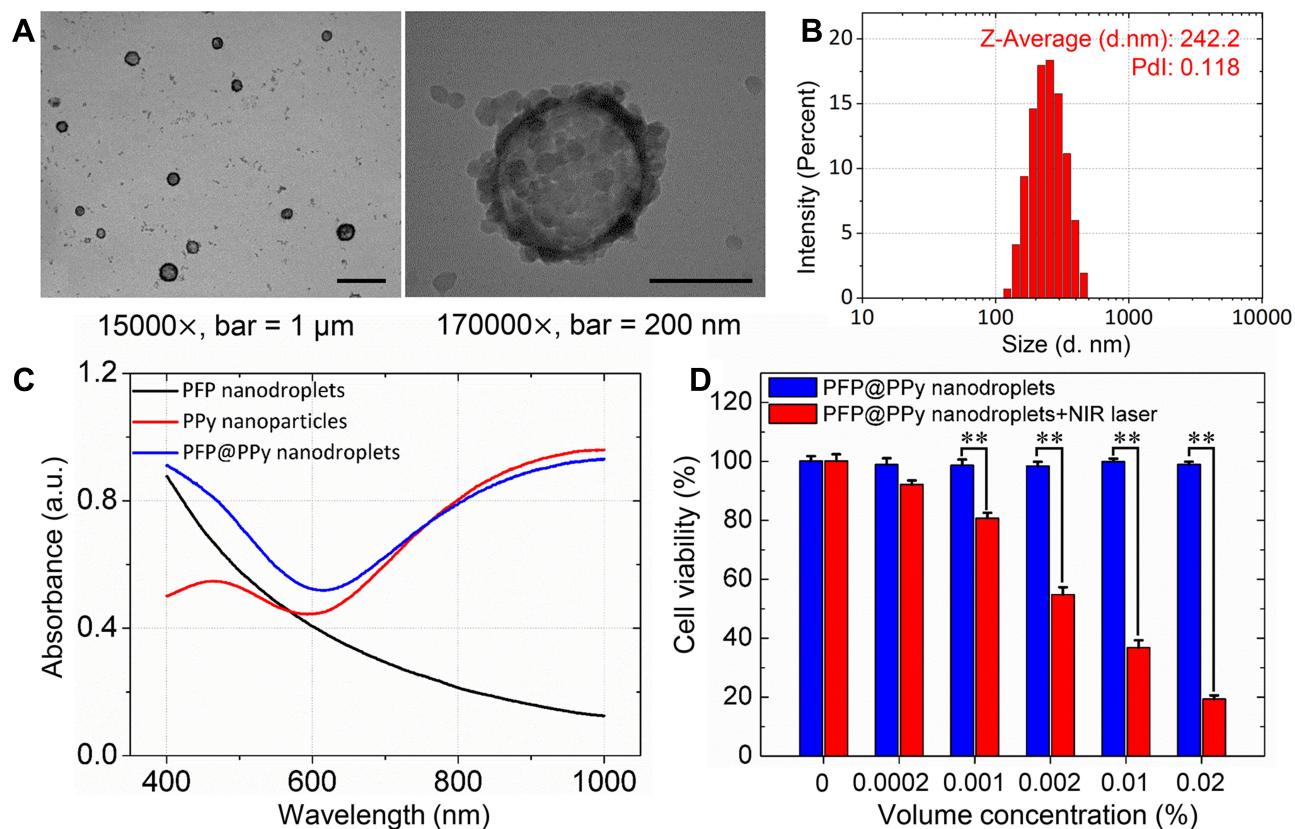 A
15000×, bar = 1 μm
170000×, bar = 200 nm
B
Z-Average (d.nm): 242.2
PdI: 0.118
20
15
10
5
0
Intensity (Percent)
10
100
1000
10000
Size (d. nm)
C
PFP nanodroplets
PPy nanoparticles
PFP@PPy nanodroplets
1.2
0.8
0.4
0.0
Absorbance (a.u.)
400
600
800
1000
Wavelength (nm)
D
PFP@PPy nanodroplets
PFP@PPy nanodroplets+NIR laser
** ** ** **
120
100
80
60
40
20
0
Cell viability (%)
0
0.0002
0.001
0.002
0.01
0.02
Volume concentration (%)